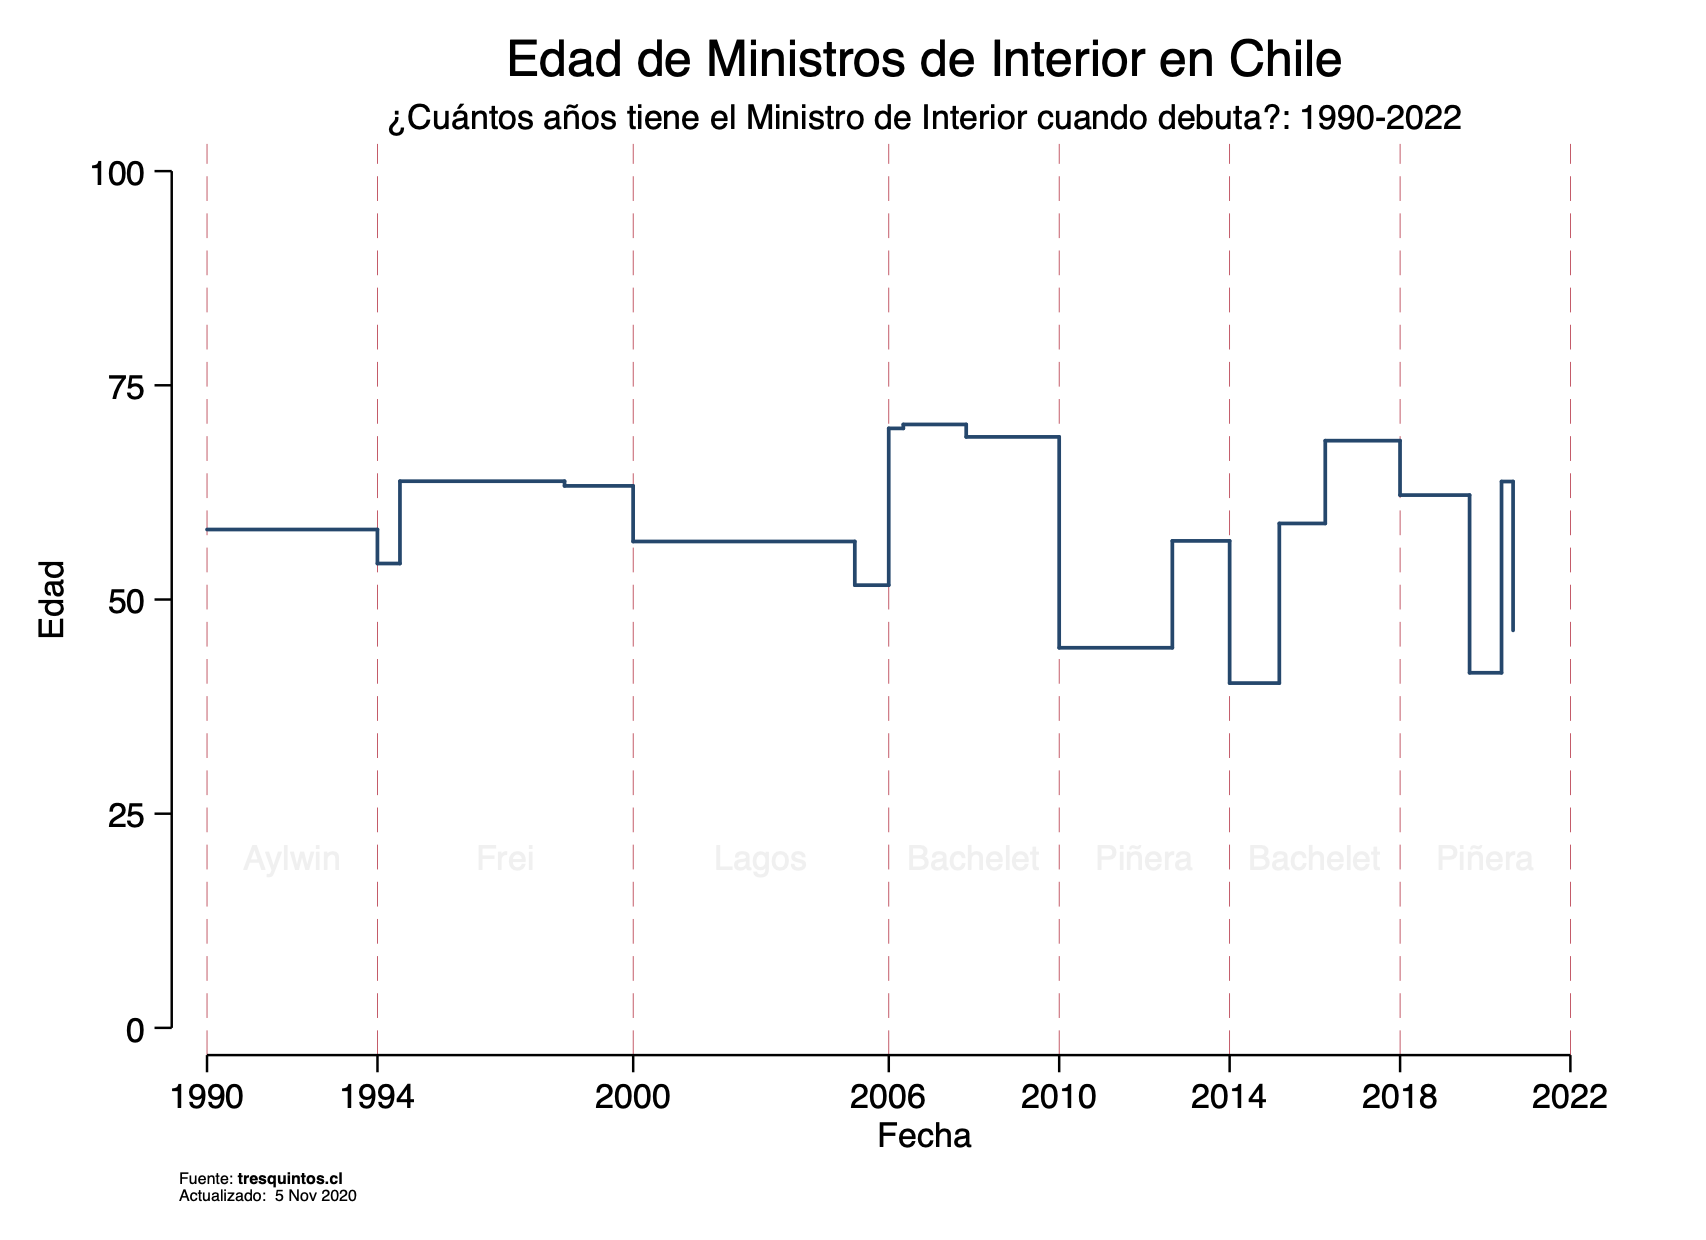 Edad de Ministros de Interior en Chile
¿Cuántos años tiene el Ministro de Interior cuando debuta?: 1990-2022
100
75
50
25
0
Edad
Aylwin Frei Lagos Bachelet Piñera Bachelet Piñera
1990 1994 2000 2006 2010 2014 2018 2022
Fecha
Fuente: tresquintos.cl
Actualizado: 5 Nov 2020